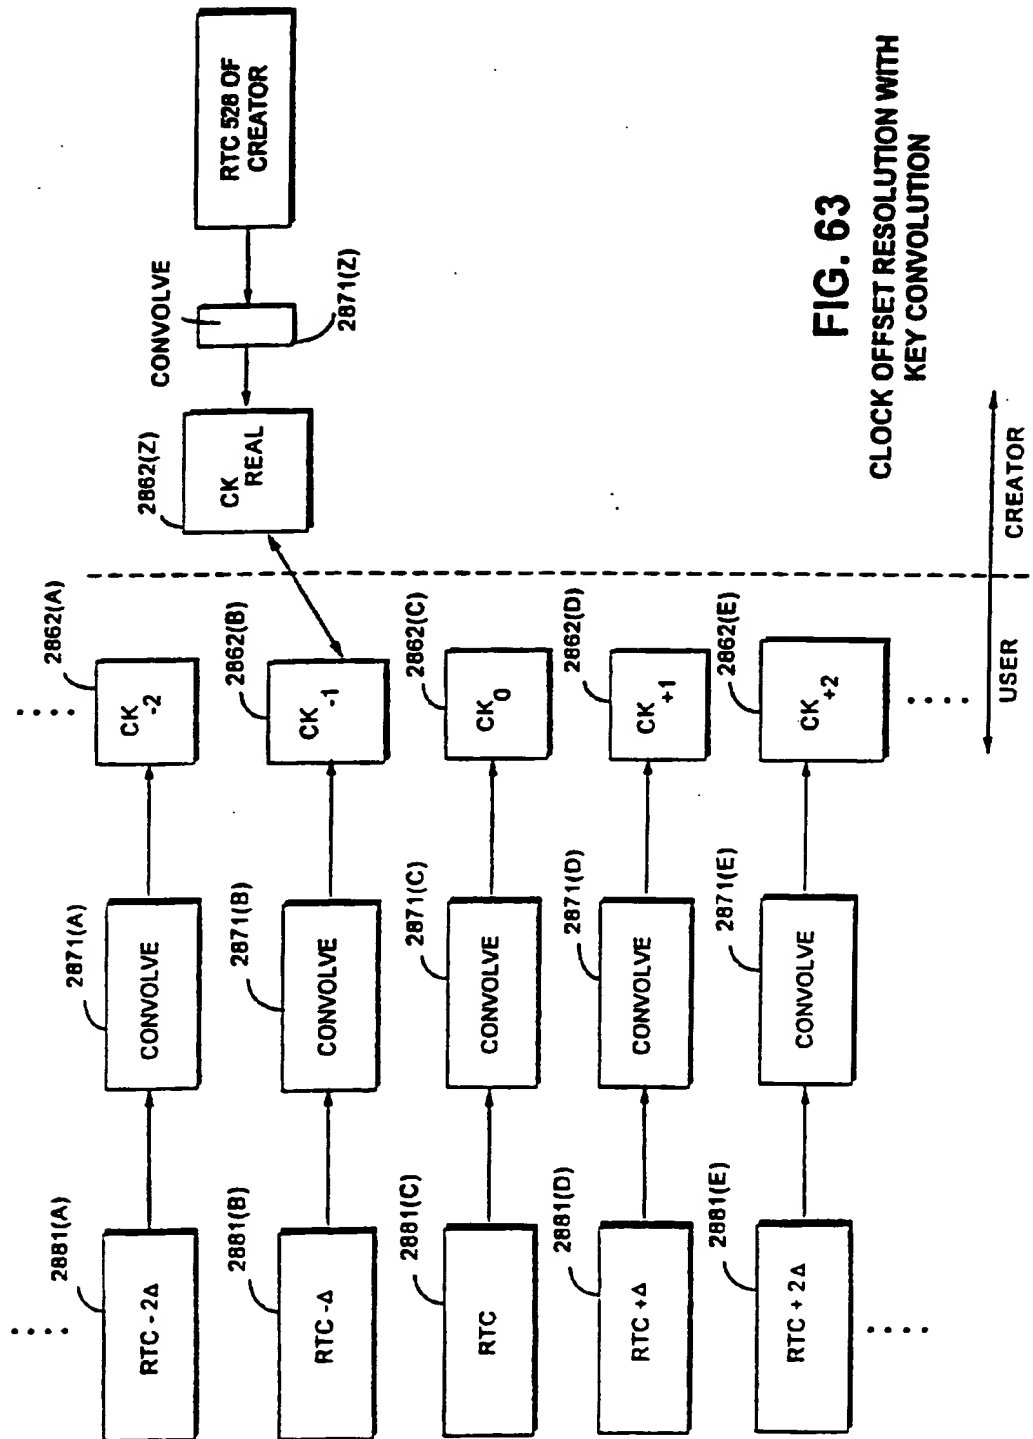 RTC 528 OF
CREATOR
CONVOLVE
2871(Z)
2862(Z)
CK
REAL
2862(A)
CK -2
2862(B)
CK -1
2862(C)
CK 0
2862(D)
CK +1
2862(E)
CK +2
2871(A)
CONVOLVE
2871(B)
CONVOLVE
2871(C)
CONVOLVE
2871(D)
CONVOLVE
2871(E)
CONVOLVE
2881(A)
RTC - 2Δ
2881(B)
RTC -Δ
2881(C)
RTC
2881(D)
RTC +Δ
2881(E)
RTC + 2Δ
USER
CREATOR
FIG. 63
CLOCK OFFSET RESOLUTION WITH
KEY CONVOLUTION